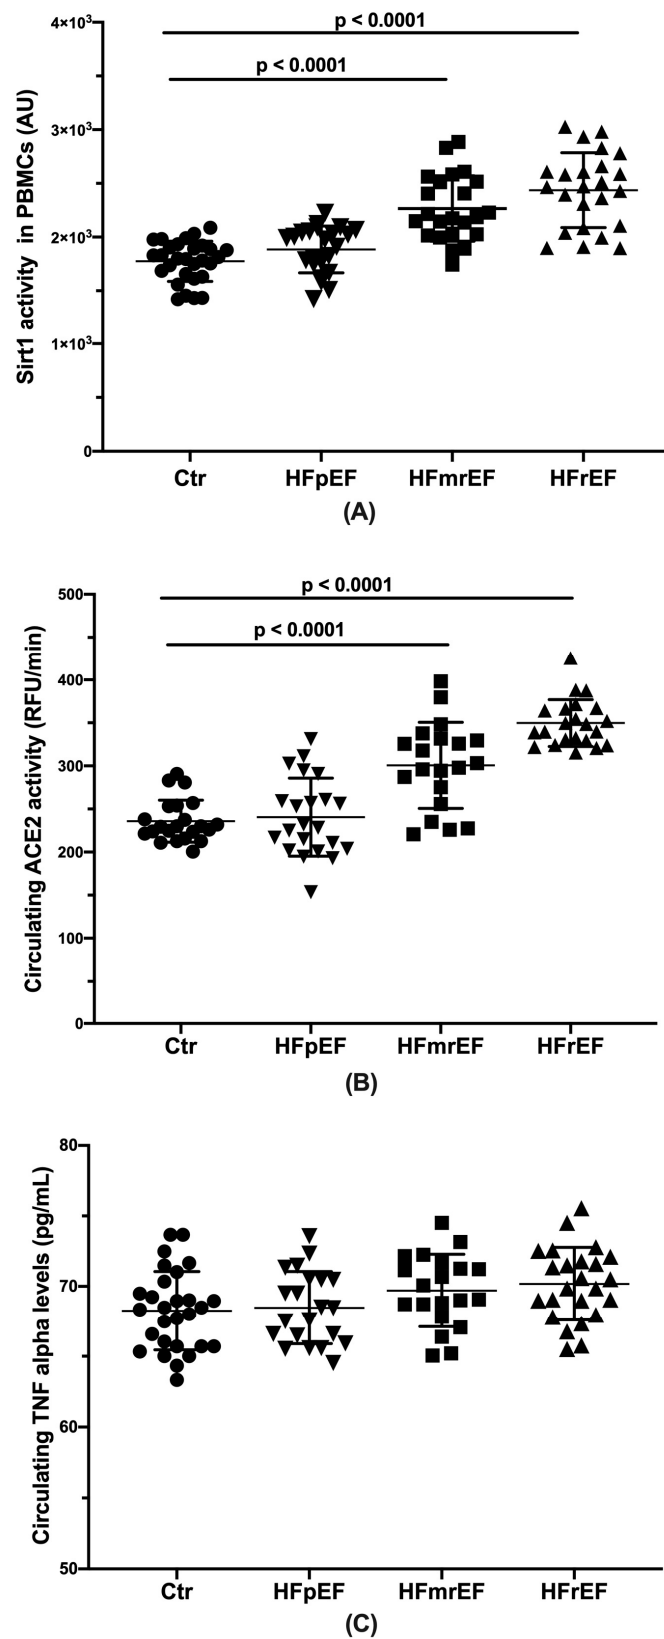 p < 0.0001
p < 0.0001
Sirt1 activity in PBMCs (AU)
4×10³
3×10³
2×10³
1×10³
0
Ctr HFpEF HFmrEF HFrEF
(A)
p < 0.0001
p < 0.0001
Circulating ACE2 activity (RFU/min)
500
400
300
200
100
0
Ctr HFpEF HFmrEF HFrEF
(B)
Circulating TNF alpha levels (pg/mL)
80
70
60
50
Ctr HFpEF HFmrEF HFrEF
(C)